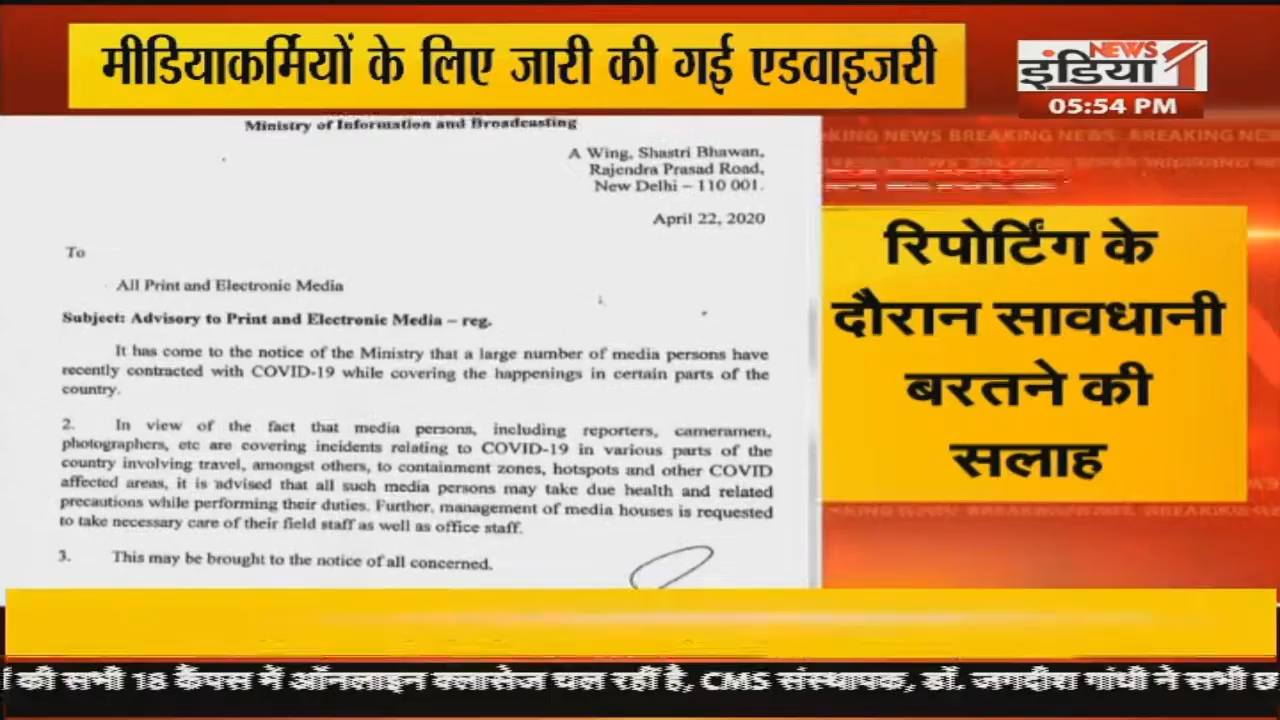 मीडियाकर्मियों के लिए जारी की गई एडवाइजरी
NEWS
इंडिया 1
05:54 PM
Ministry of Information and Broadcasting
A Wing, Shastri Bhawan,
Rajendra Prasad Road,
New Delhi – 110 001.
April 22, 2020
To
All Print and Electronic Media
Subject: Advisory to Print and Electronic Media – reg.
It has come to the notice of the Ministry that a large number of media persons have
recently contracted with COVID-19 while covering the happenings in certain parts of the
country.
2. In view of the fact that media persons, including reporters, cameramen,
photographers, etc are covering incidents relating to COVID-19 in various parts of the
country involving travel, amongst others, to containment zones, hotspots and other COVID
affected areas, it is advised that all such media persons may take due health and related
precautions while performing their duties. Further, management of media houses is requested
to take necessary care of their field staff as well as office staff.
3. This may be brought to the notice of all concerned.
KING NEWS BREAKING NEWS
रिपोर्टिंग के
दौरान सावधानी
बरतने की
सलाह
की सभी 18 कैंपस में ऑनलाइन क्लासेज चल रहीं है, CMS संस्थापक, डॉ. जगदीश गांधी ने सभी